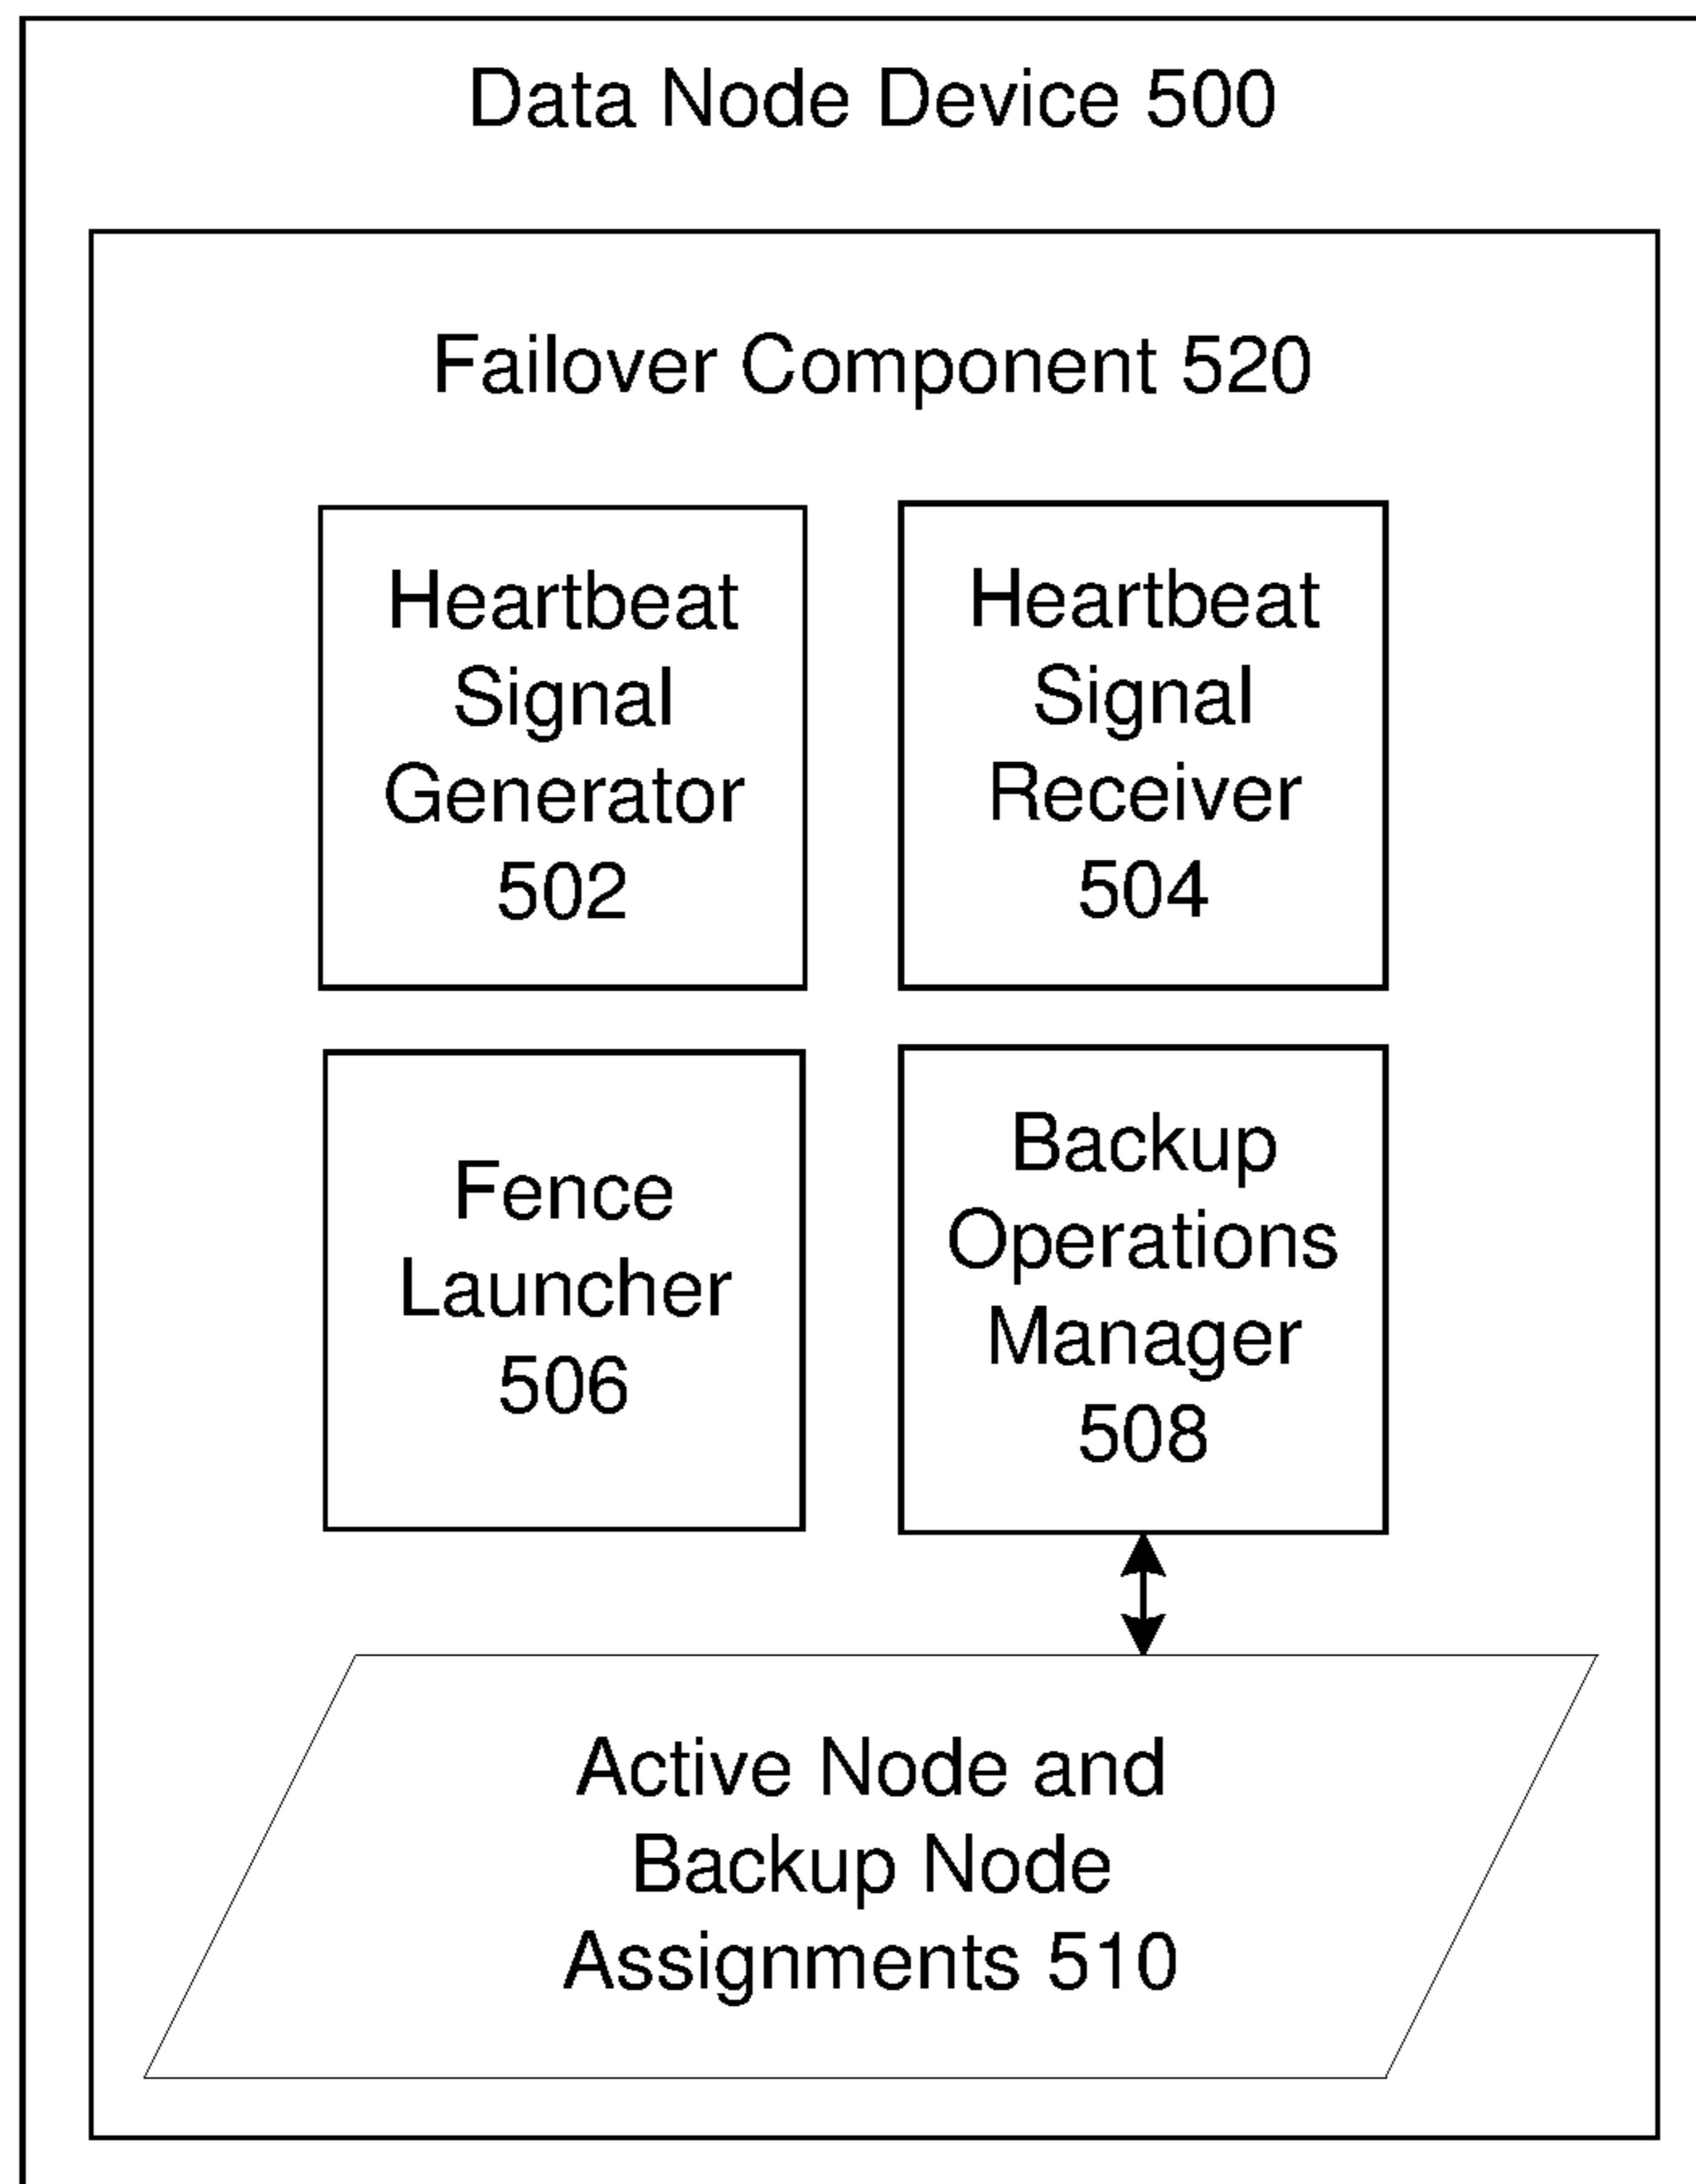 Data Node Device 500
Failover Component 520
Heartbeat
Signal
Generator
502
Heartbeat
Signal
Receiver
504
Fence
Launcher
506
Backup
Operations
Manager
508
Active Node and
Backup Node
Assignments 510